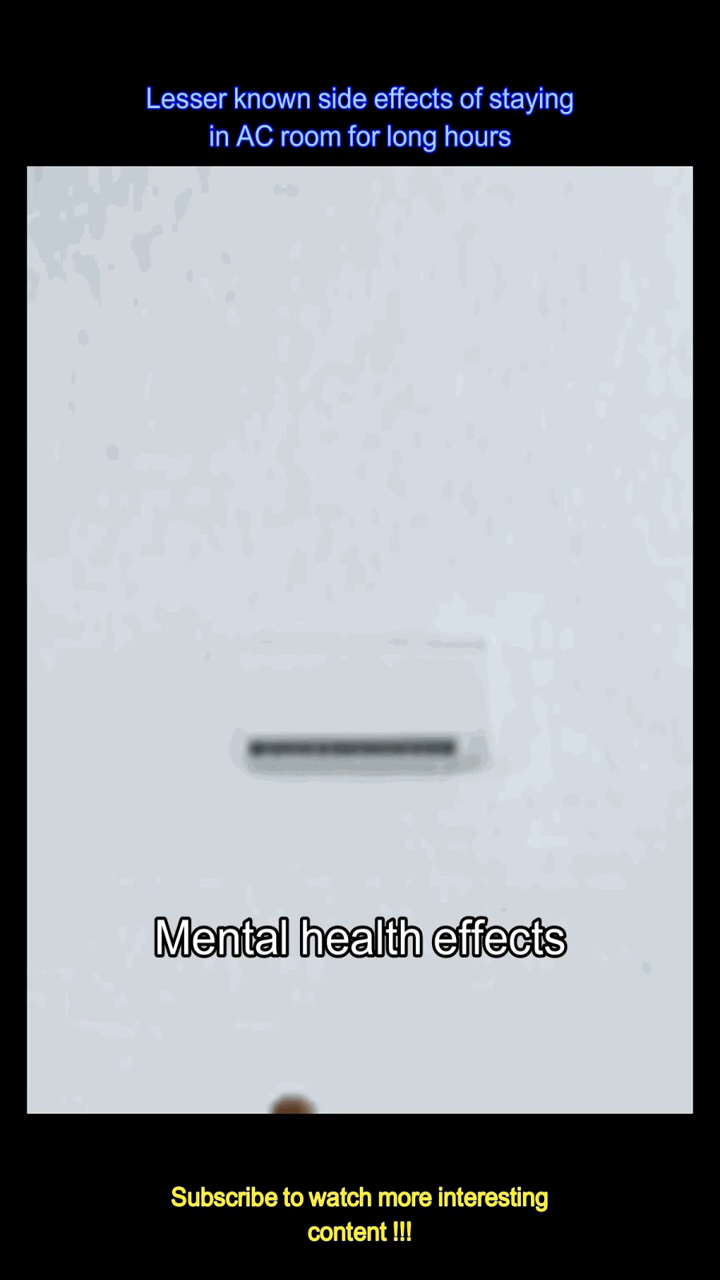 Lesser known side effects of staying
in AC room for long hours
Mental health effects
Subscribe to watch more interesting
content !!!